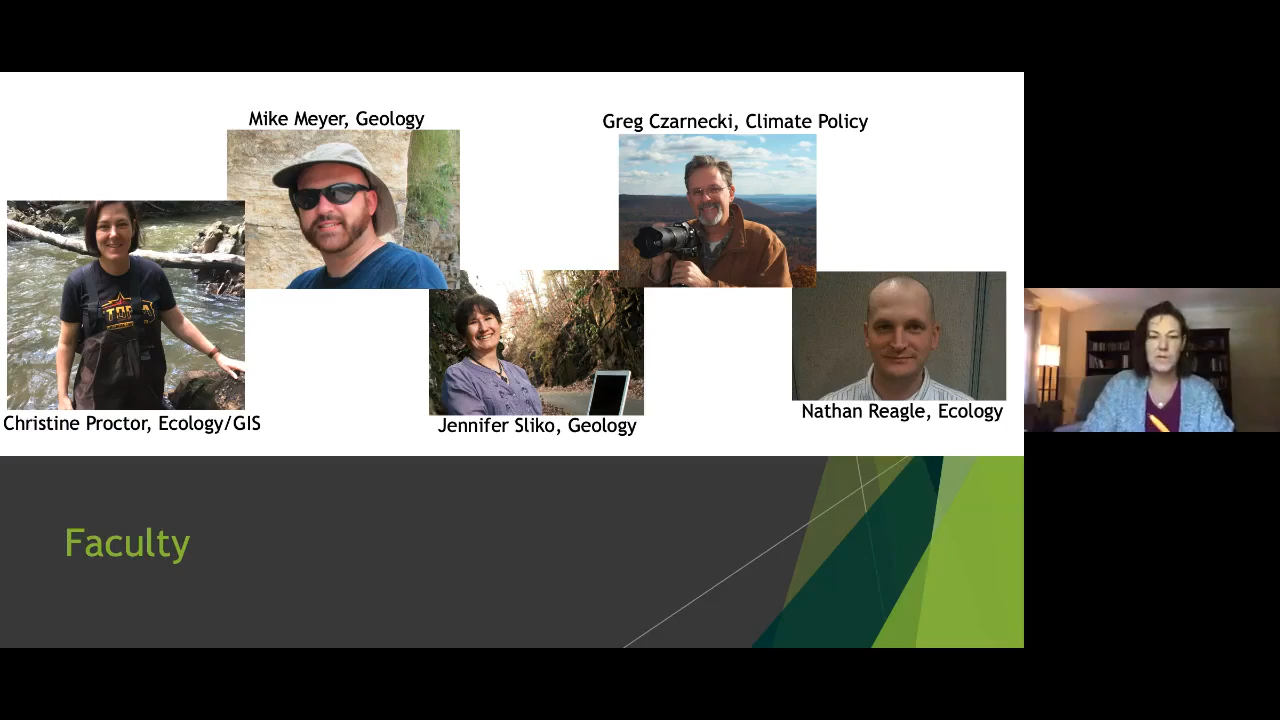 Mike Meyer, Geology
Greg Czarnecki, Climate Policy
Christine Proctor, Ecology/GIS
Jennifer Sliko, Geology
Nathan Reagle, Ecology
Faculty